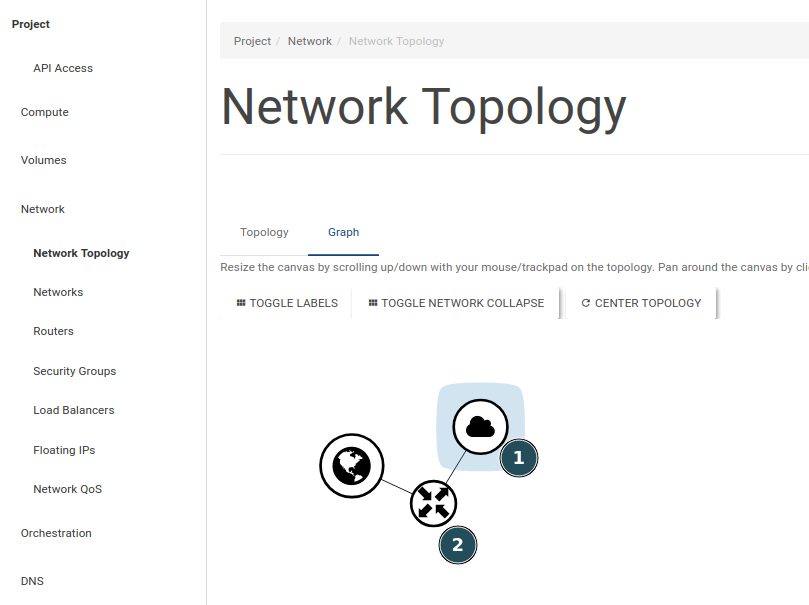 Project
API Access
Compute
Volumes
Network
Network Topology
Networks
Routers
Security Groups
Load Balancers
Floating IPs
Network QoS
Orchestration
DNS
Project / Network / Network Topology
Network Topology
Topology Graph
Resize the canvas by scrolling up/down with your mouse/trackpad on the topology. Pan around the canvas by
TOGGLE LABELS TOGGLE NETWORK COLLAPSE CENTER TOPOLOGY
1
2